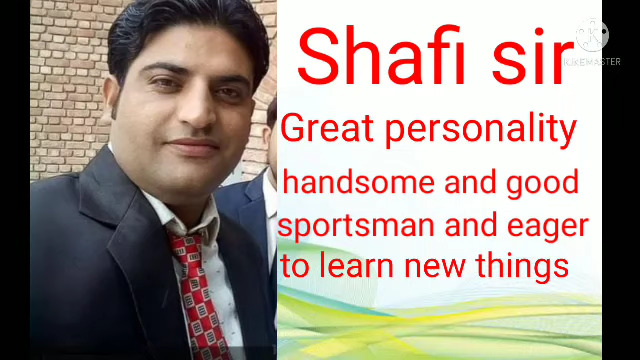 Shafi sir
KINEMASTER
Great personality
handsome and good
sportsman and eager
to learn new things